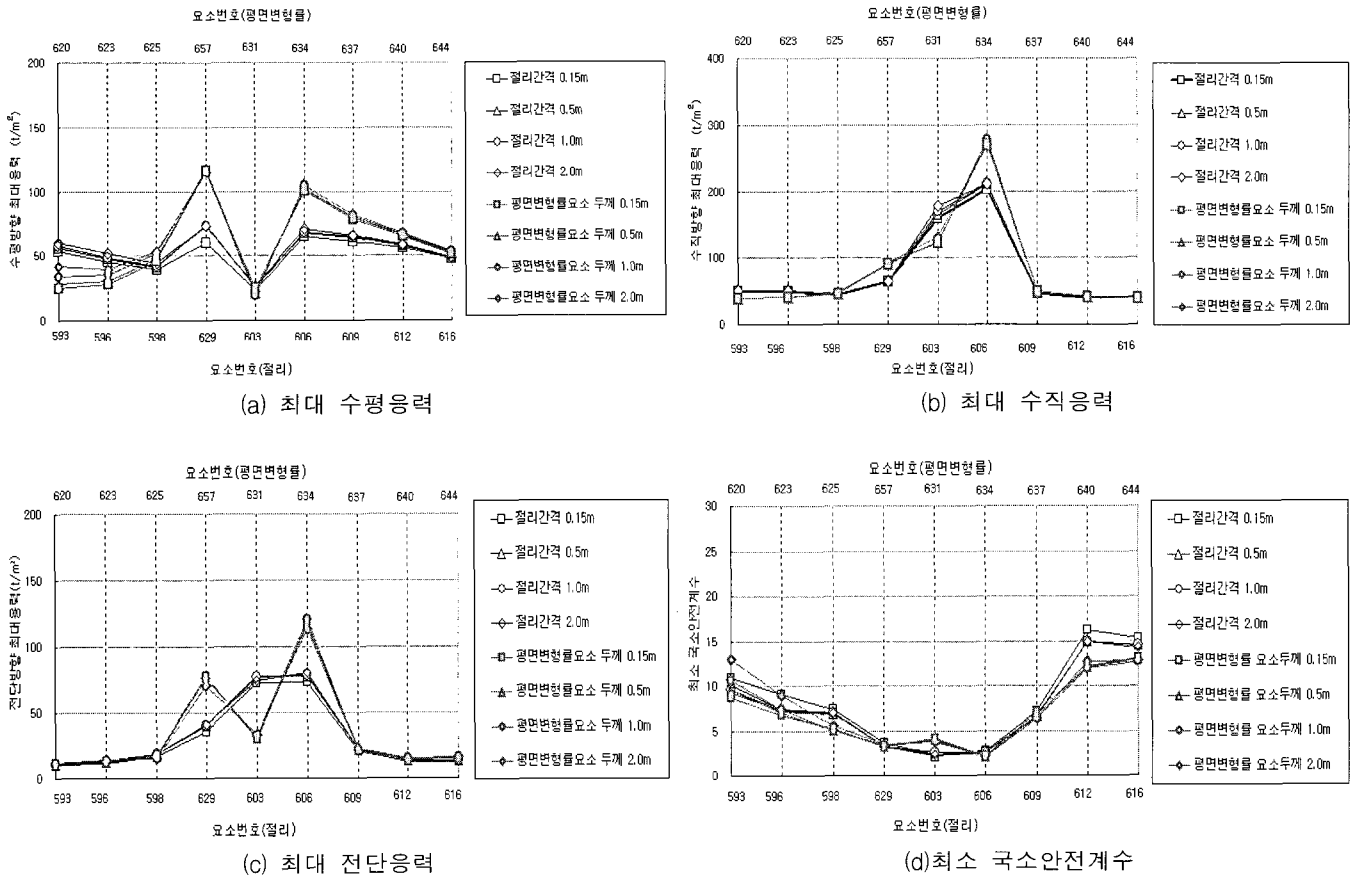 요소번호(평면변형률)
620 623 625 657 631 634 637 640 644
200
150
100
50
0
수평방향 최대응력 (t/m²)
593 596 598 629 603 606 609 612 616
요소번호(절리)
절리간격 0.15m
절리간격 0.5m
절리간격 1.0m
절리간격 2.0m
평면변형률요소 두께 0.15m
평면변형률요소 두께 0.5m
평면변형률요소 두께 1.0m
평면변형률요소 두께 2.0m
(a) 최대 수평응력
요소번호(평면변형률)
620 623 625 657 631 634 637 640 644
400
300
200
100
0
수직방향 최대응력 (t/m²)
593 596 598 629 603 606 609 612 616
요소번호(절리)
절리간격 0.15m
절리간격 0.5m
절리간격 1.0m
절리간격 2.0m
평면변형률요소 두께 0.15m
평면변형률요소 두께 0.5m
평면변형률요소 두께 1.0m
평면변형률요소 두께 2.0m
(b) 최대 수직응력
요소번호(평면변형률)
620 623 625 657 631 634 637 640 644
200
150
100
50
0
전단방향 최대응력(t/m²)
593 596 598 629 603 606 609 612 616
요소번호(절리)
절리간격 0.15m
절리간격 0.5m
절리간격 1.0m
절리간격 2.0m
평면변형률요소 두께 0.15m
평면변형률요소 두께 0.5m
평면변형률요소 두께 1.0m
평면변형률요소 두께 2.0m
(c) 최대 전단응력
요소번호(평면변형률)
620 623 625 657 631 634 637 640 644
30
25
20
15
10
5
0
최소 국소안전계수
593 596 598 629 603 606 609 612 616
요소번호(절리)
절리간격 0.15m
절리간격 0.5m
절리간격 1.0m
절리간격 2.0m
평면변형률 요소두께 0.15m
평면변형률 요소두께 0.5m
평면변형률 요소두께 1.0m
평면변형률 요소두께 2.0m
(d)최소 국소안전계수